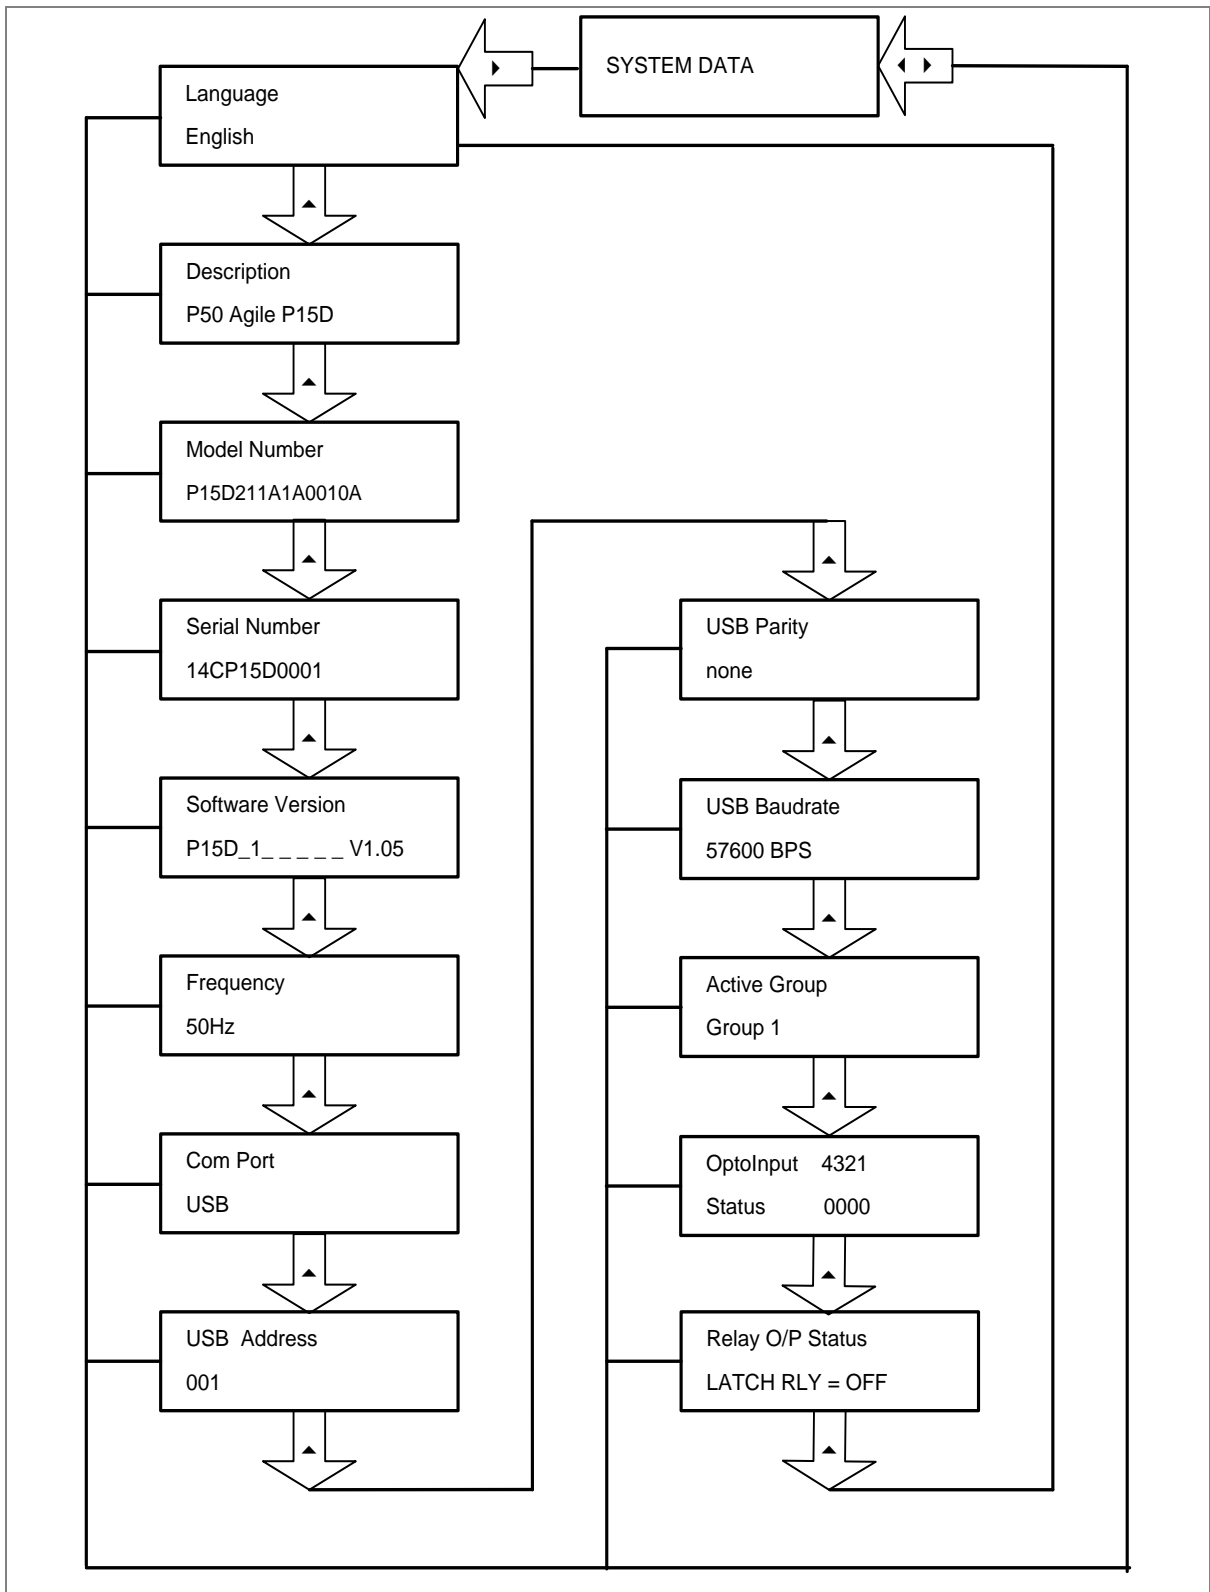 SYSTEM DATA
Language
English
Description
P50 Agile P15D
Model Number
P15D211A1A0010A
Serial Number
14CP15D0001
Software Version
P15D_1_ _ _ _ _ V1.05
Frequency
50Hz
Com Port
USB
USB Address
001
USB Parity
none
USB Baudrate
57600 BPS
Active Group
Group 1
OptoInput 4321
Status 0000
Relay O/P Status
LATCH RLY = OFF